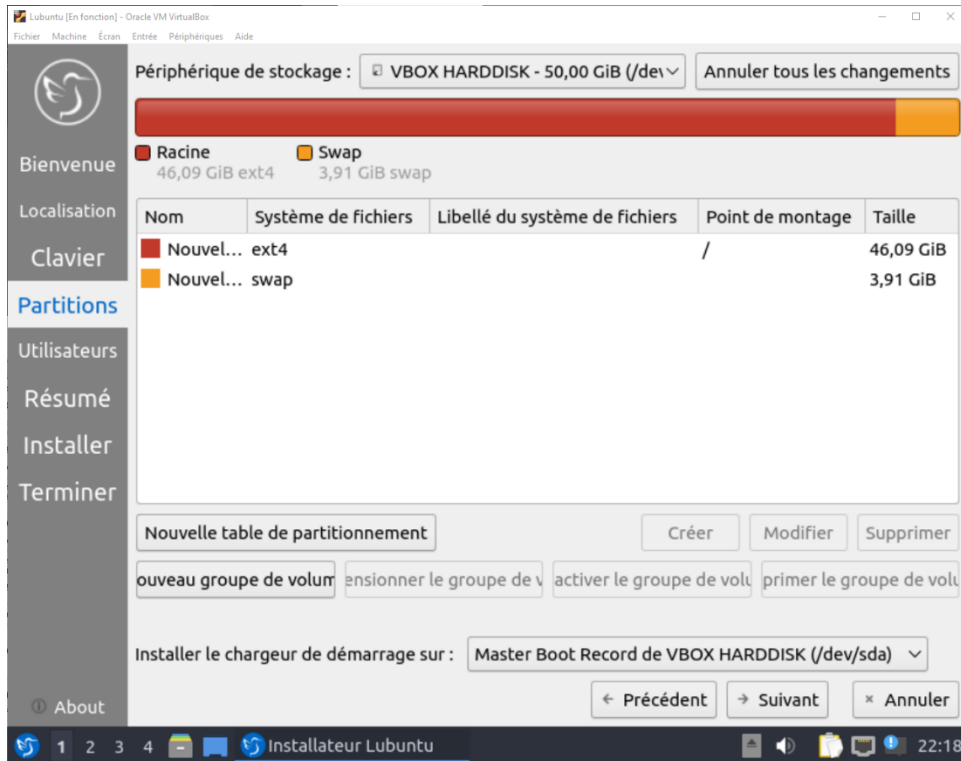 Lubuntu [En fonction] - Oracle VM VirtualBox
Fichier Machine Écran Entrée Périphériques Aide
Périphérique de stockage : VBOX HARDDISK - 50,00 GiB (/dev Annuler tous les changements
Racine Swap
46,09 GiB ext4 3,91 GiB swap
Bienvenue
Localisation
Clavier
Partitions
Utilisateurs
Résumé
Installer
Terminer
Nom Système de fichiers Libellé du système de fichiers Point de montage Taille
Nouvel... ext4 / 46,09 GiB
Nouvel... swap 3,91 GiB
Nouvelle table de partitionnement Créer Modifier Supprimer
ouveau groupe de volum ensionner le groupe de v activer le groupe de volu primer le groupe de volu
Installer le chargeur de démarrage sur : Master Boot Record de VBOX HARDDISK (/dev/sda)
Précédent Suivant Annuler
About
1 2 3 4 Installateur Lubuntu 22:18